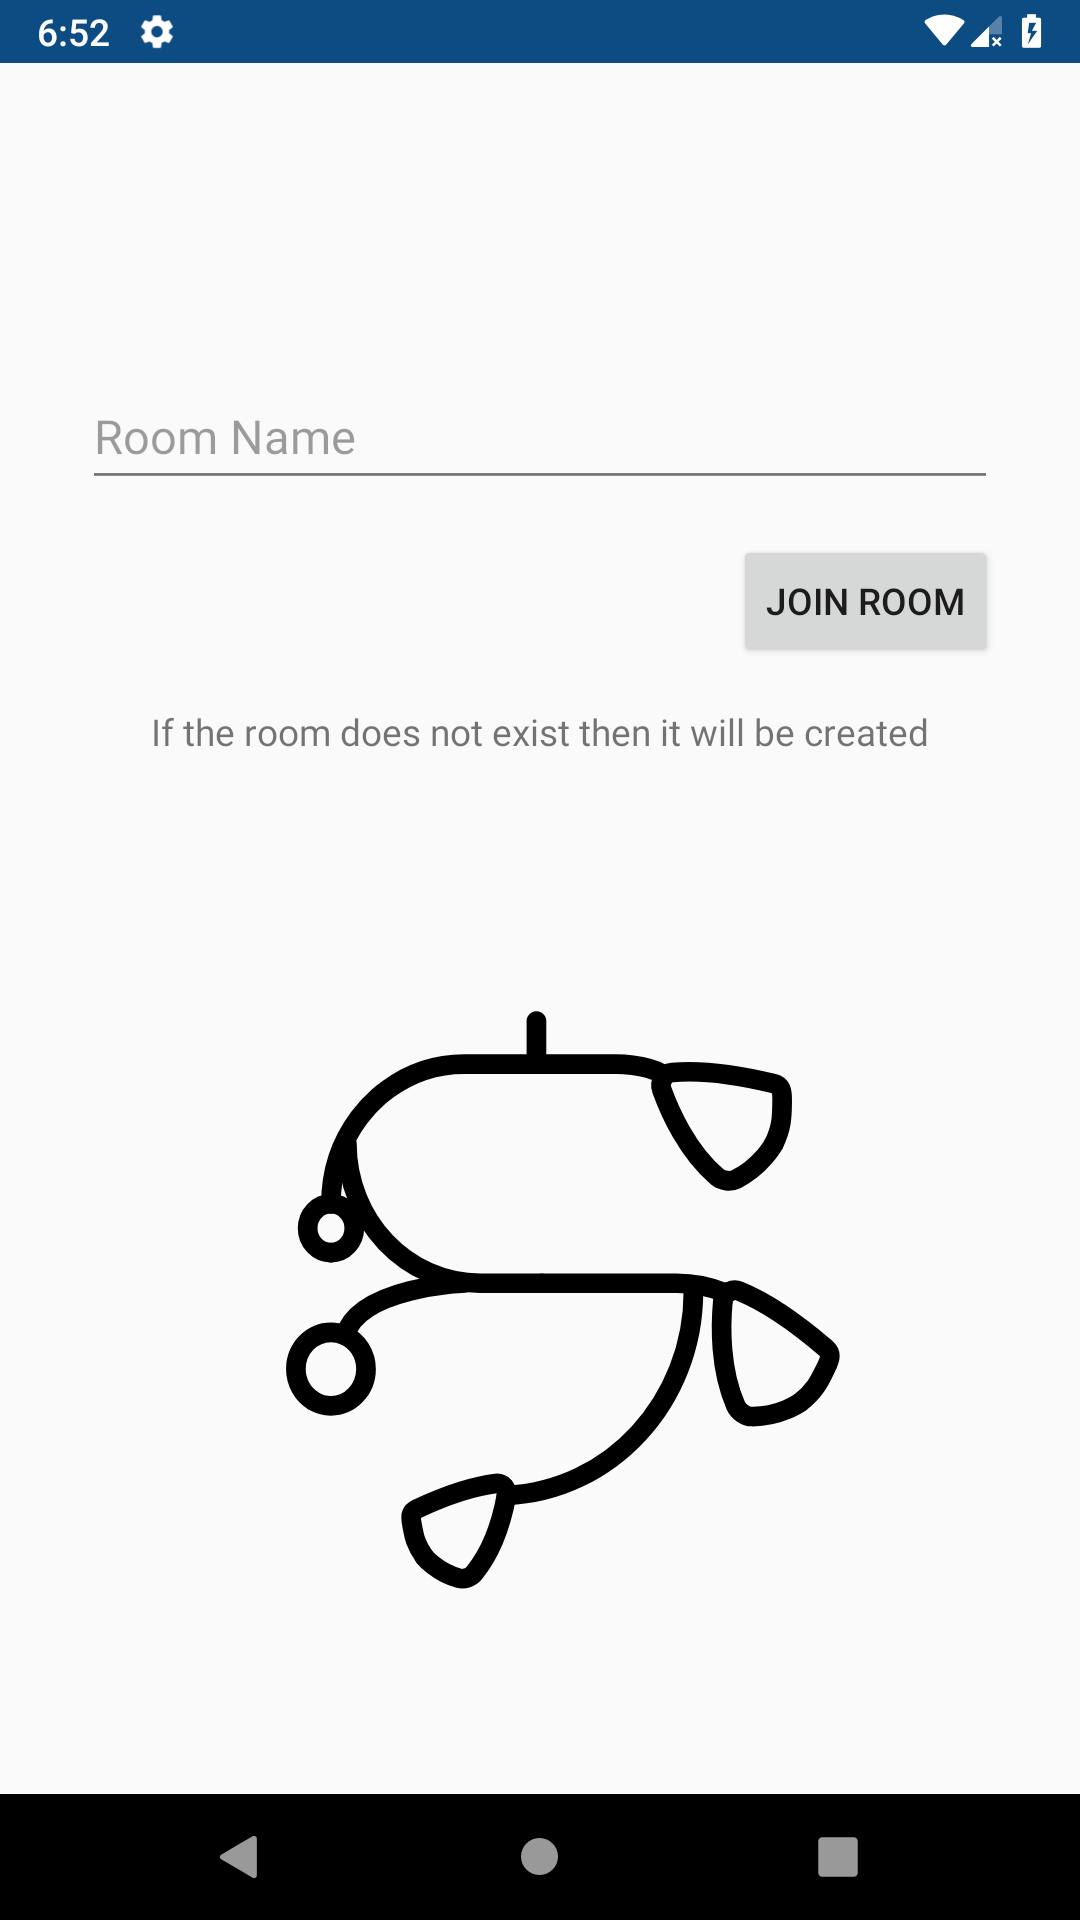 6:52
Room Name
JOIN ROOM
If the room does not exist then it will be created